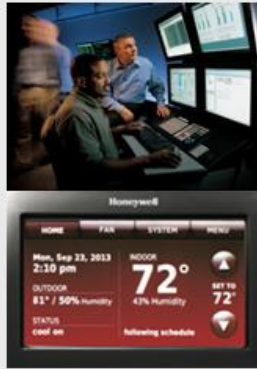 Honeywell
HOME FAN SYSTEM MENU
Mon, Sep 23, 2013
2:10 pm
OUTDOOR
81° / 50% Humidity
STATUS
cool on
INDOOR
72°
43% Humidity
following schedule
SET TO
72°